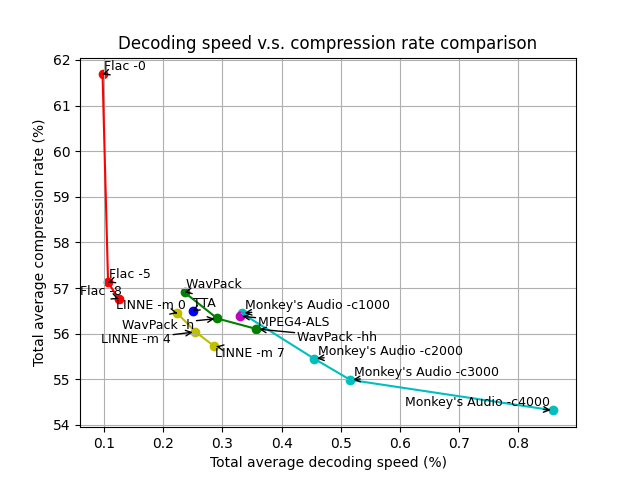 Decoding speed v.s. compression rate comparison
Total average compression rate (%)
62
61
60
59
58
57
56
55
54
Flac -0
Flac -5
Flac -8
WavPack
LINNE -m 0
TTA
Monkey's Audio -c1000
WavPack -h
MPEG4-ALS
LINNE -m 4
WavPack -hh
LINNE -m 7
Monkey's Audio -c2000
Monkey's Audio -c3000
Monkey's Audio -c4000
0.1 0.2 0.3 0.4 0.5 0.6 0.7 0.8
Total average decoding speed (%)